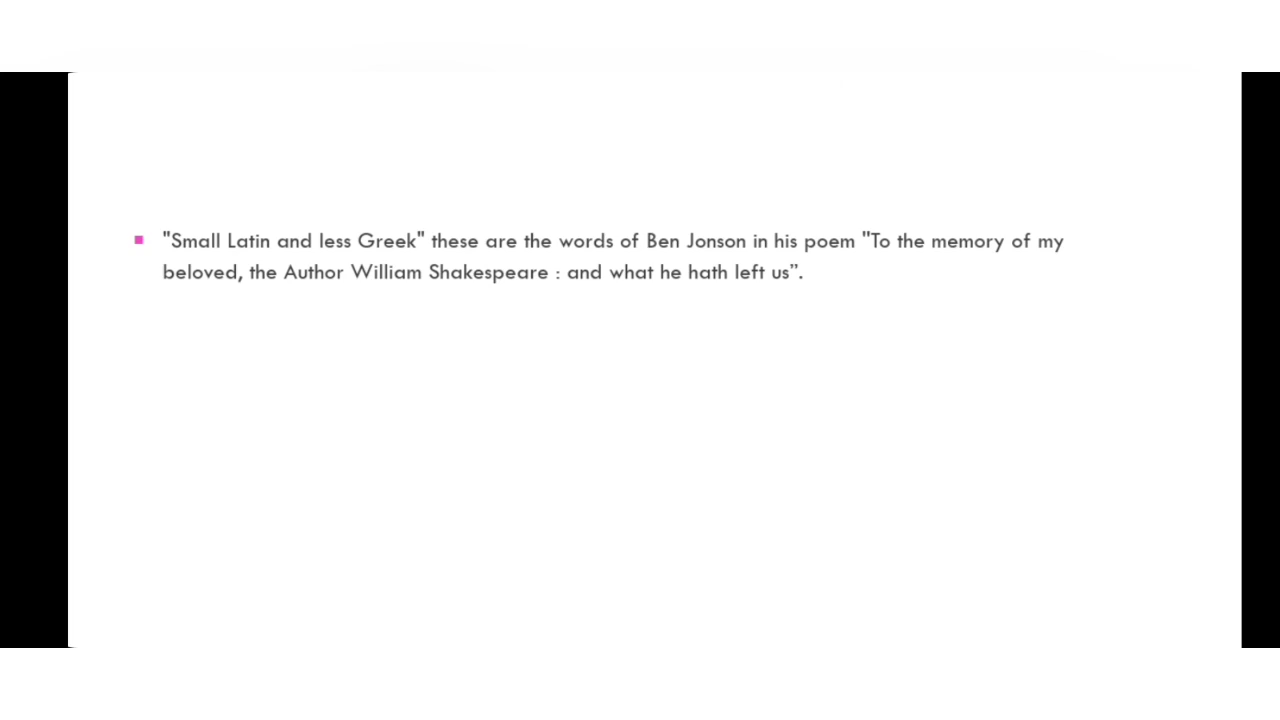 "Small Latin and less Greek" these are the words of Ben Jonson in his poem "To the memory of my
beloved, the Author William Shakespeare : and what he hath left us”.